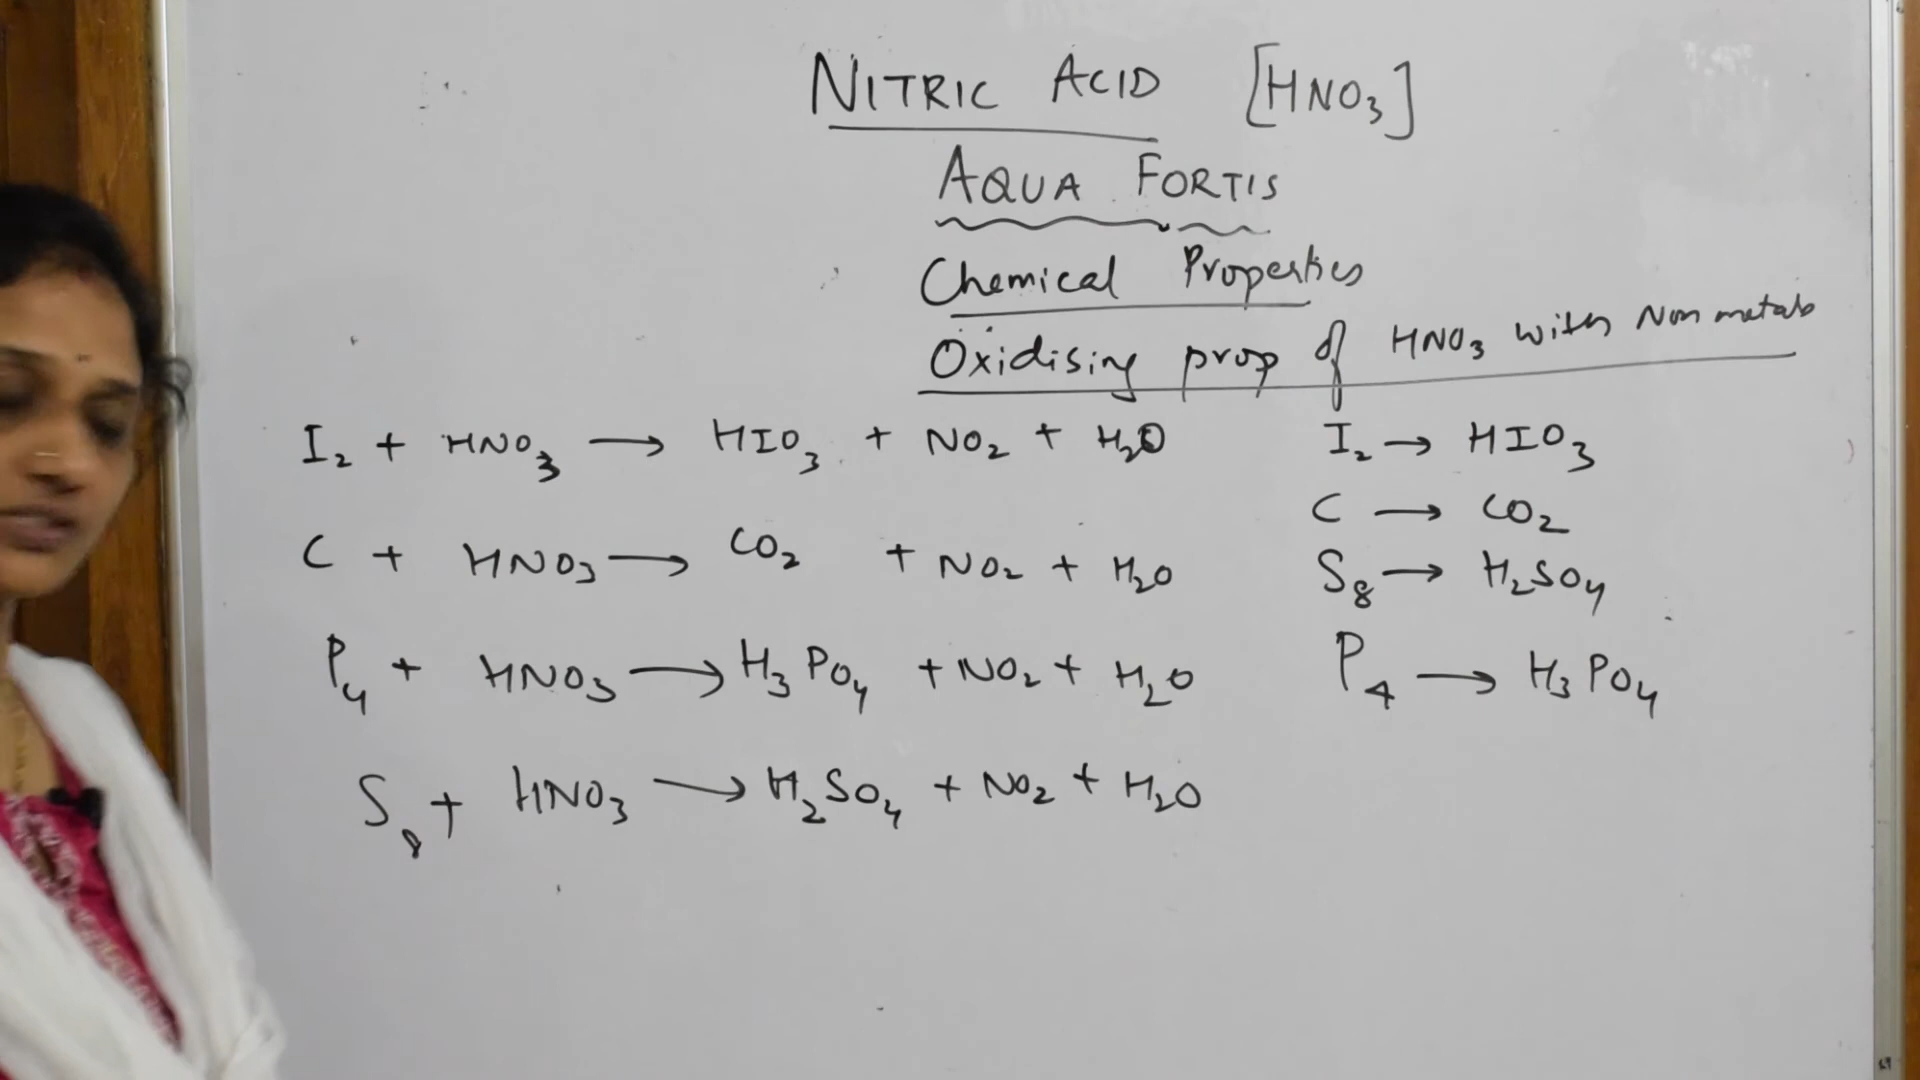 NITRIC ACID [HNO₃]
AQUA FORTIS
Chemical Properties
Oxidising prop of HNO₃ with Non metals
I₂ + HNO₃ → HIO₃ + NO₂ + H₂O
I₂ → HIO₃
C + HNO₃ → CO₂ + NO₂ + H₂O
C → CO₂
S₈ → H₂SO₄
P₄ + HNO₃ → H₃PO₄ + NO₂ + H₂O
P₄ → H₃PO₄
S₈ + HNO₃ → H₂SO₄ + NO₂ + H₂O